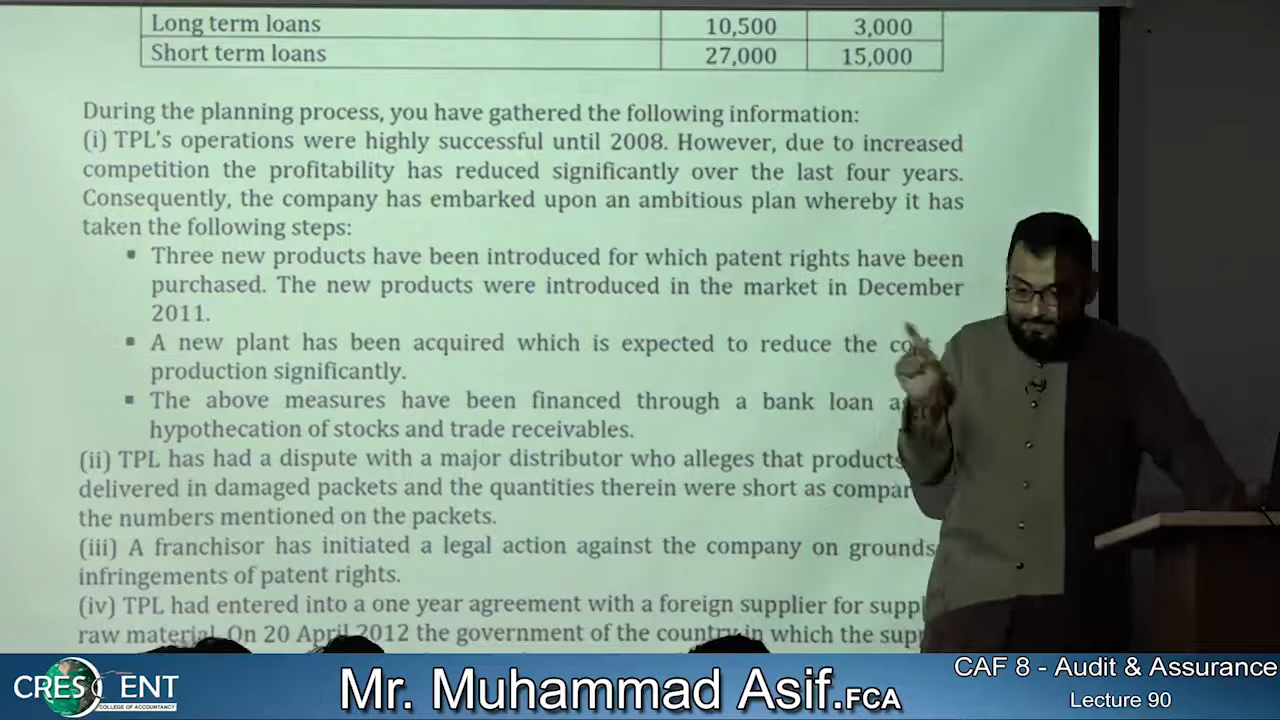 Long term loans 10,500 3,000
Short term loans 27,000 15,000
During the planning process, you have gathered the following information:
(i) TPL's operations were highly successful until 2008. However, due to increased
competition the profitability has reduced significantly over the last four years.
Consequently, the company has embarked upon an ambitious plan whereby it has
taken the following steps:
▪ Three new products have been introduced for which patent rights have been
purchased. The new products were introduced in the market in December
2011.
▪ A new plant has been acquired which is expected to reduce the
production significantly.
▪ The above measures have been financed through a bank loan
hypothecation of stocks and trade receivables.
(ii) TPL has had a dispute with a major distributor who alleges that products
delivered in damaged packets and the quantities therein were short as
the numbers mentioned on the packets.
(iii) A franchisor has initiated a legal action against the company on grounds
infringements of patent rights.
(iv) TPL had entered into a one year agreement with a foreign supplier for
raw material. On 20 April 2012 the government of the country in which the
CRESCENT
COLLEGE OF ACCOUNTANCY
Mr. Muhammad Asif.FCA
CAF 8 - Audit & Assurance
Lecture 90